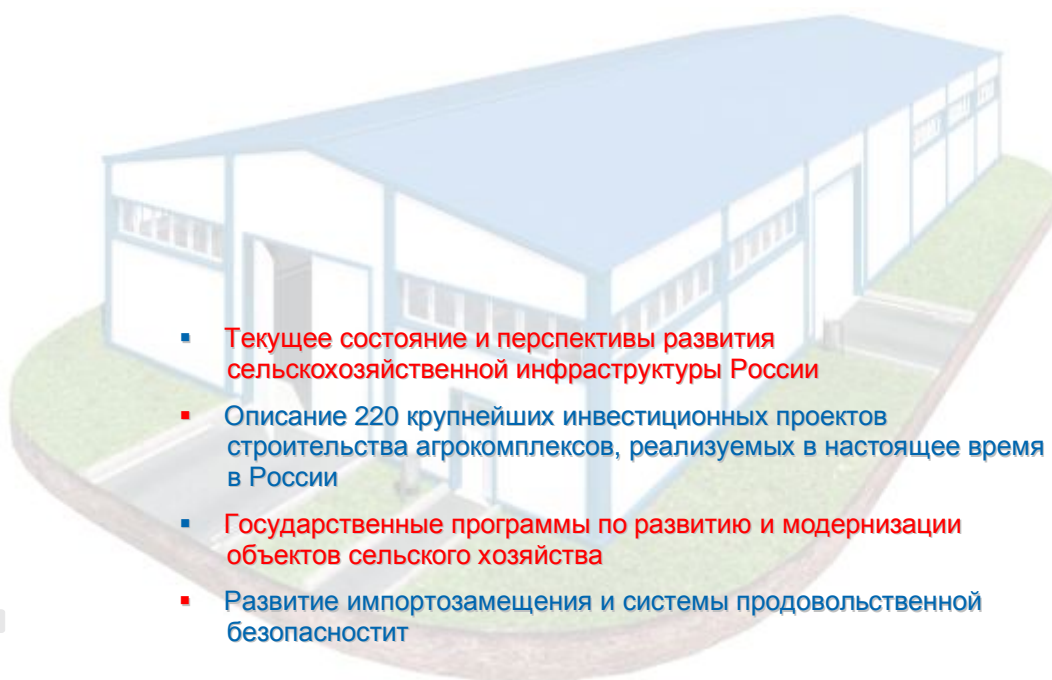 ▪ Текущее состояние и перспективы развития
сельскохозяйственной инфраструктуры России
▪ Описание 220 крупнейших инвестиционных проектов
строительства агрокомплексов, реализуемых в настоящее время
в России
▪ Государственные программы по развитию и модернизации
объектов сельского хозяйства
▪ Развитие импортозамещения и системы продовольственной
безопасностит